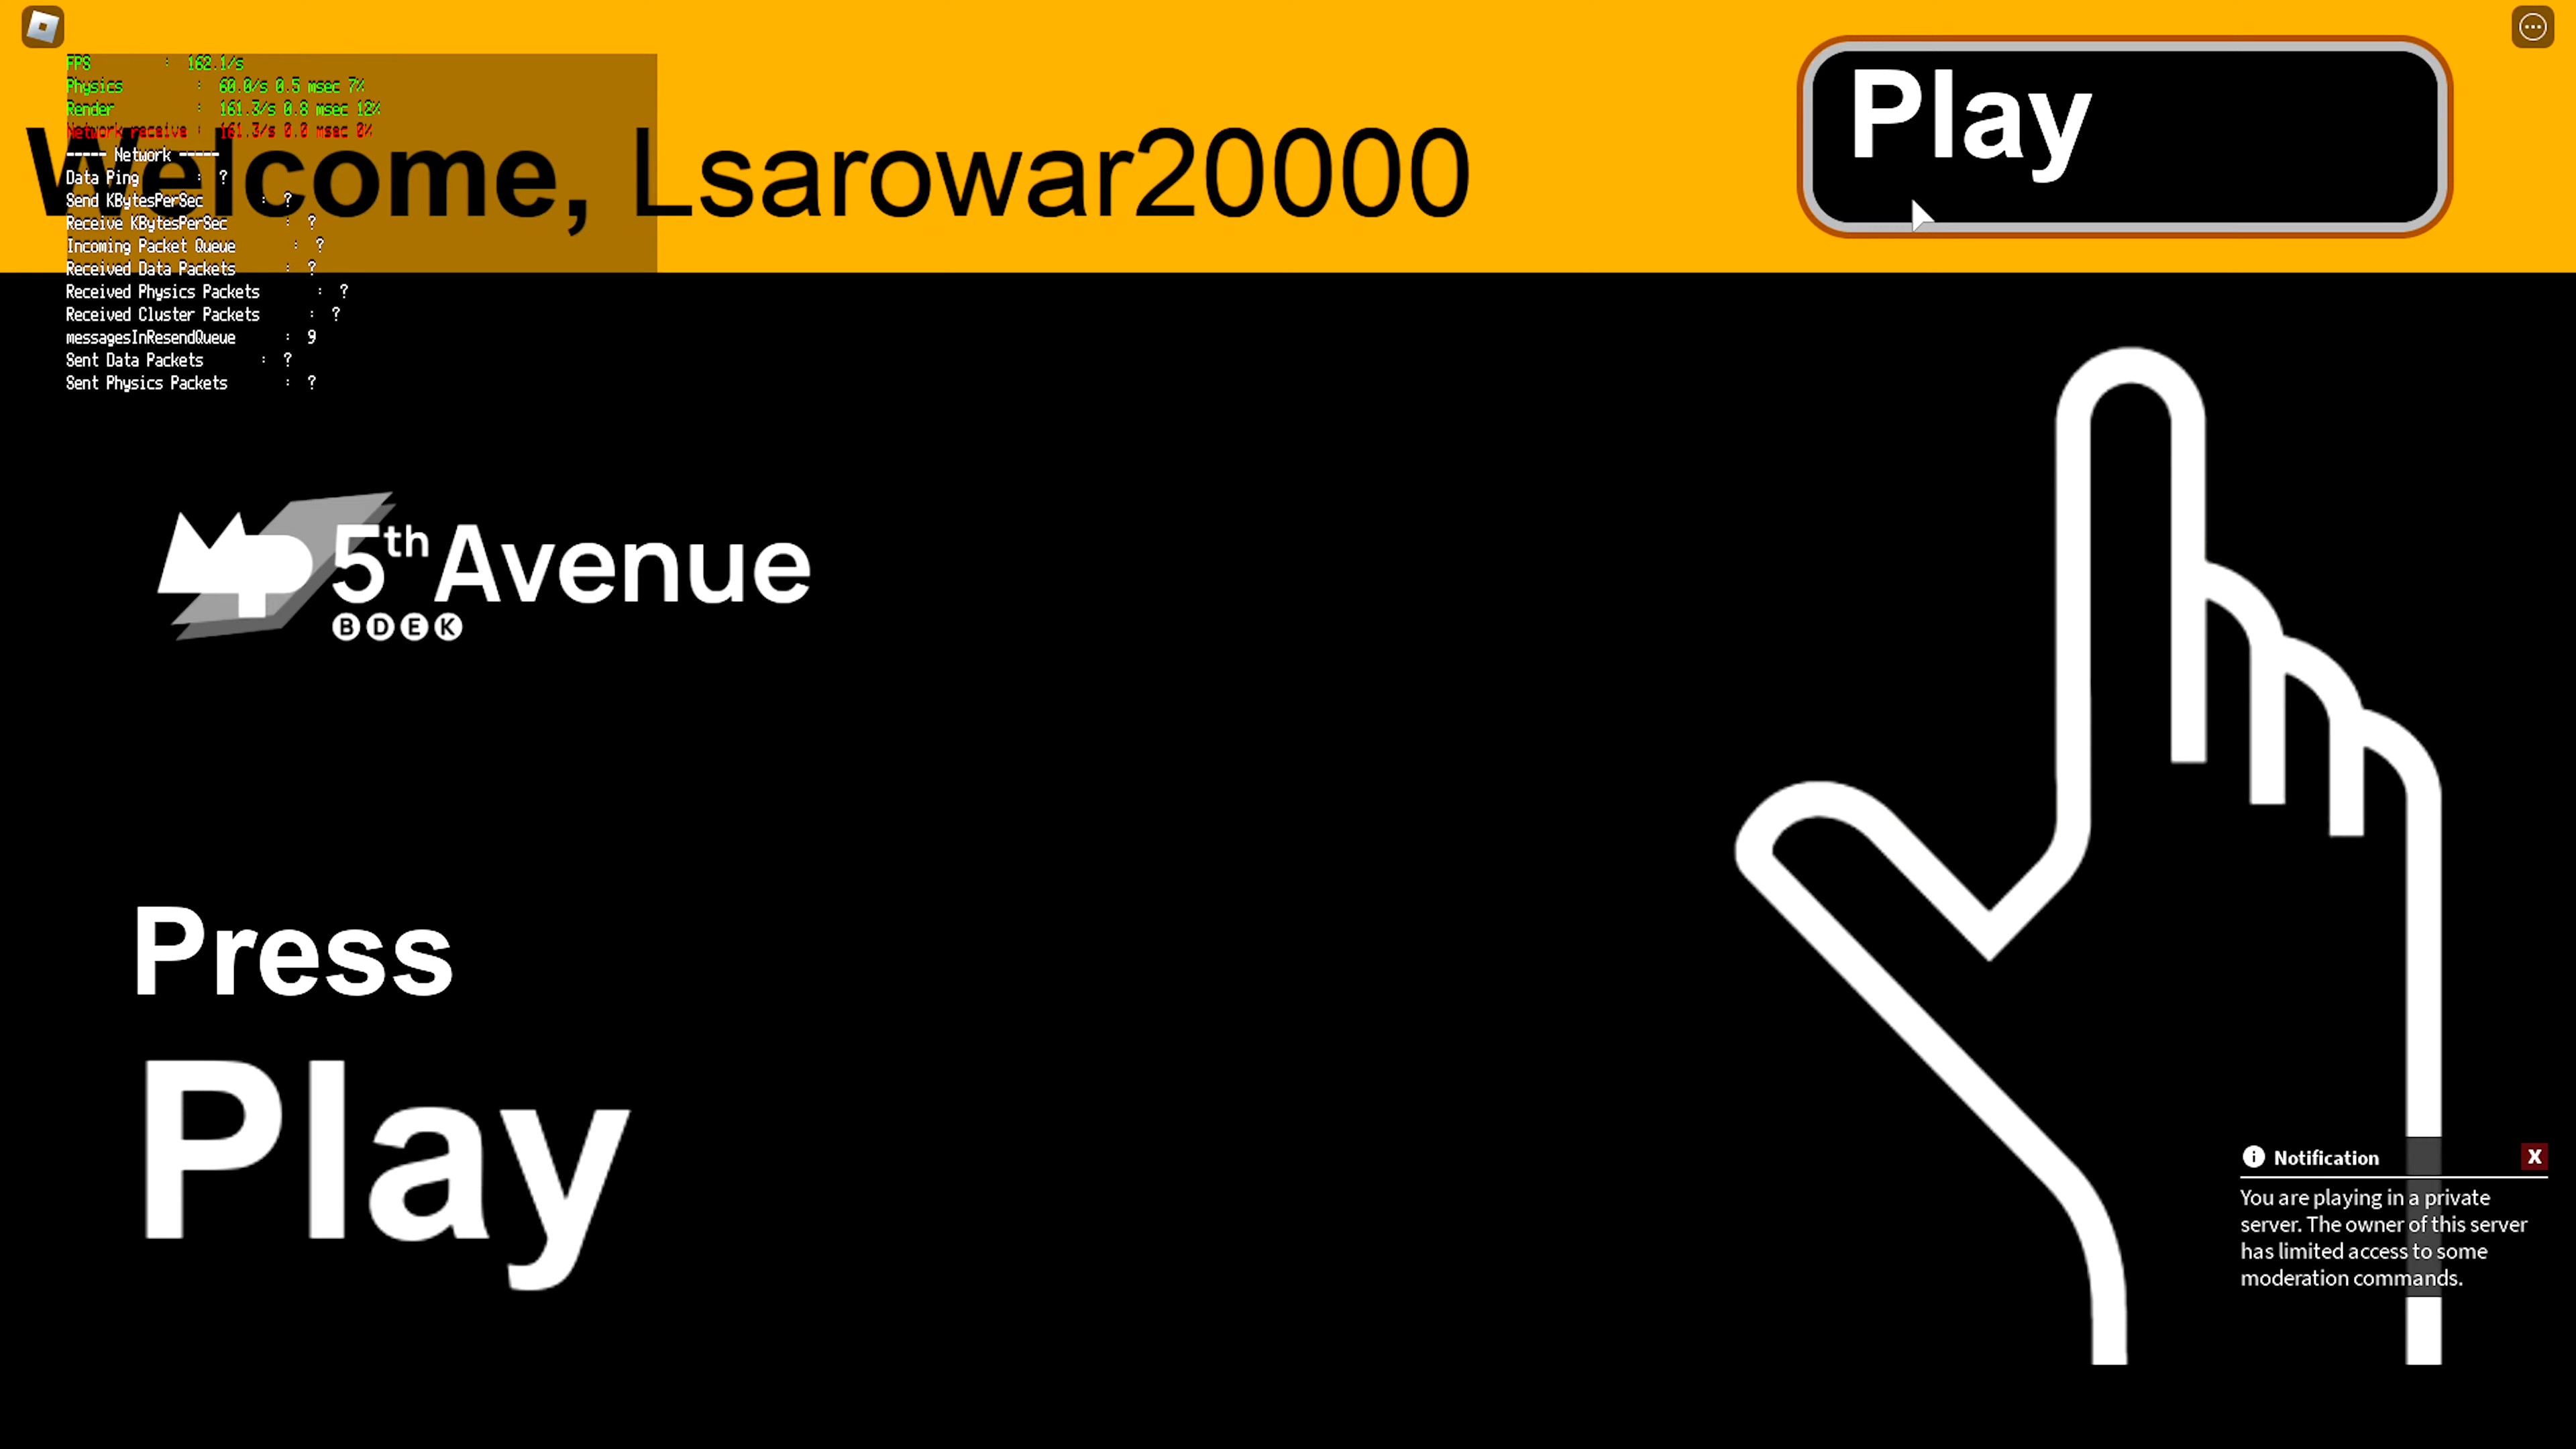 FPS : 162.1/s
Physics : 60.0/s 0.5 msec 7%
Render : 161.3/s 0.8 msec 12%
Network receive : 161.3/s 0.0 msec 0%
----- Network -----
Data Ping : ?
Send KBytesPerSec : ?
Receive KBytesPerSec : ?
Incoming Packet Queue : ?
Received Data Packets : ?
Received Physics Packets : ?
Received Cluster Packets : ?
messagesInResendQueue : 9
Sent Data Packets : ?
Sent Physics Packets : ?
Welcome, Lsarowar20000
Play
5th Avenue
B D E K
Press
Play
Notification
X
You are playing in a private
server. The owner of this server
has limited access to some
moderation commands.